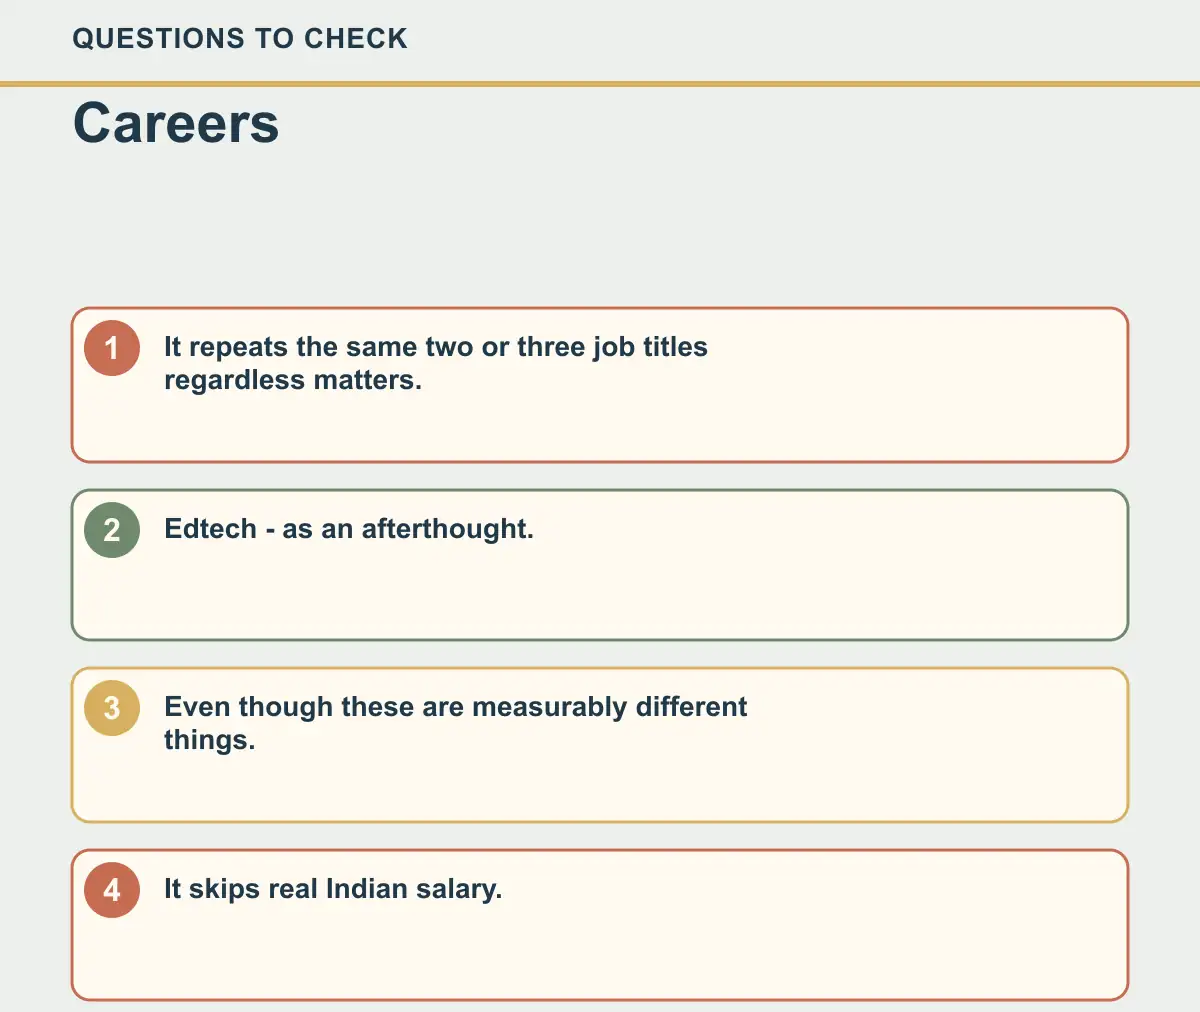 QUESTIONS TO CHECK
Careers
1
It repeats the same two or three job titles
regardless matters.
2
Edtech - as an afterthought.
3
Even though these are measurably different
things.
4
It skips real Indian salary.